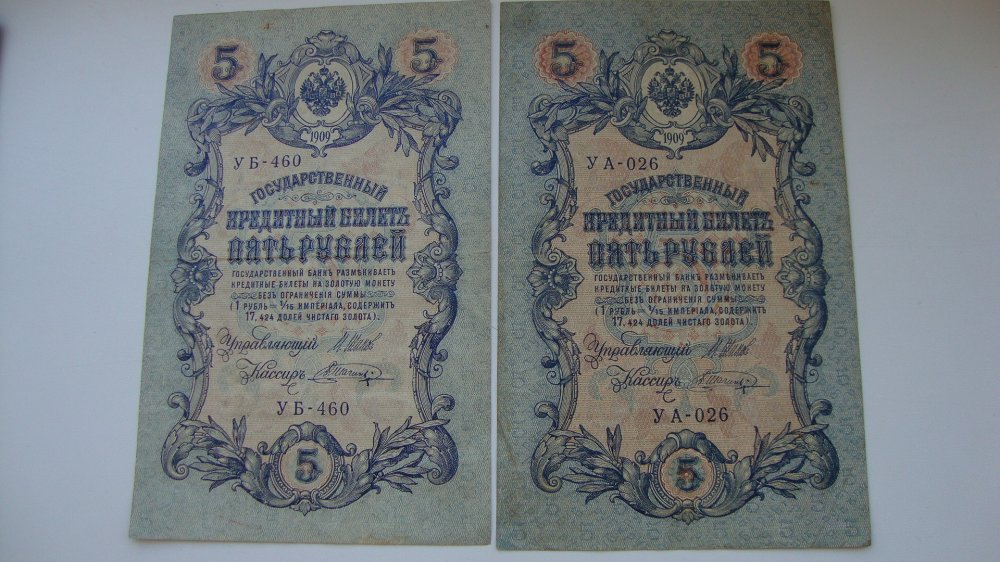 5 5
1909
УБ-460
ГОСУДАРСТВЕННЫЙ
КРЕДИТНЫЙ БИЛЕТЪ
ПЯТЬ РУБЛЕЙ
ГОСУДАРСТВЕННЫЙ БАНКЪ РАЗМѢНИВАЕТЪ
КРЕДИТНЫЕ БИЛЕТЫ НА ЗОЛОТУЮ МОНЕТУ
БЕЗЪ ОГРАНИЧЕНІЯ СУММЫ
(1 РУБЛЬ = 1/15 ИМПЕРІАЛА, СОДЕРЖИТЪ
17.424 ДОЛЕЙ ЧИСТАГО ЗОЛОТА).
Управляющій
Кассиръ
УБ-460
5
5 5
1909
УА-026
ГОСУДАРСТВЕННЫЙ
КРЕДИТНЫЙ БИЛЕТЪ
ПЯТЬ РУБЛЕЙ
ГОСУДАРСТВЕННЫЙ БАНКЪ РАЗМѢНИВАЕТЪ
КРЕДИТНЫЕ БИЛЕТЫ НА ЗОЛОТУЮ МОНЕТУ
БЕЗЪ ОГРАНИЧЕНІЯ СУММЫ
(1 РУБЛЬ = 1/15 ИМПЕРІАЛА, СОДЕРЖИТЪ
17.424 ДОЛЕЙ ЧИСТАГО ЗОЛОТА).
Управляющій
Кассиръ
УА-026
5